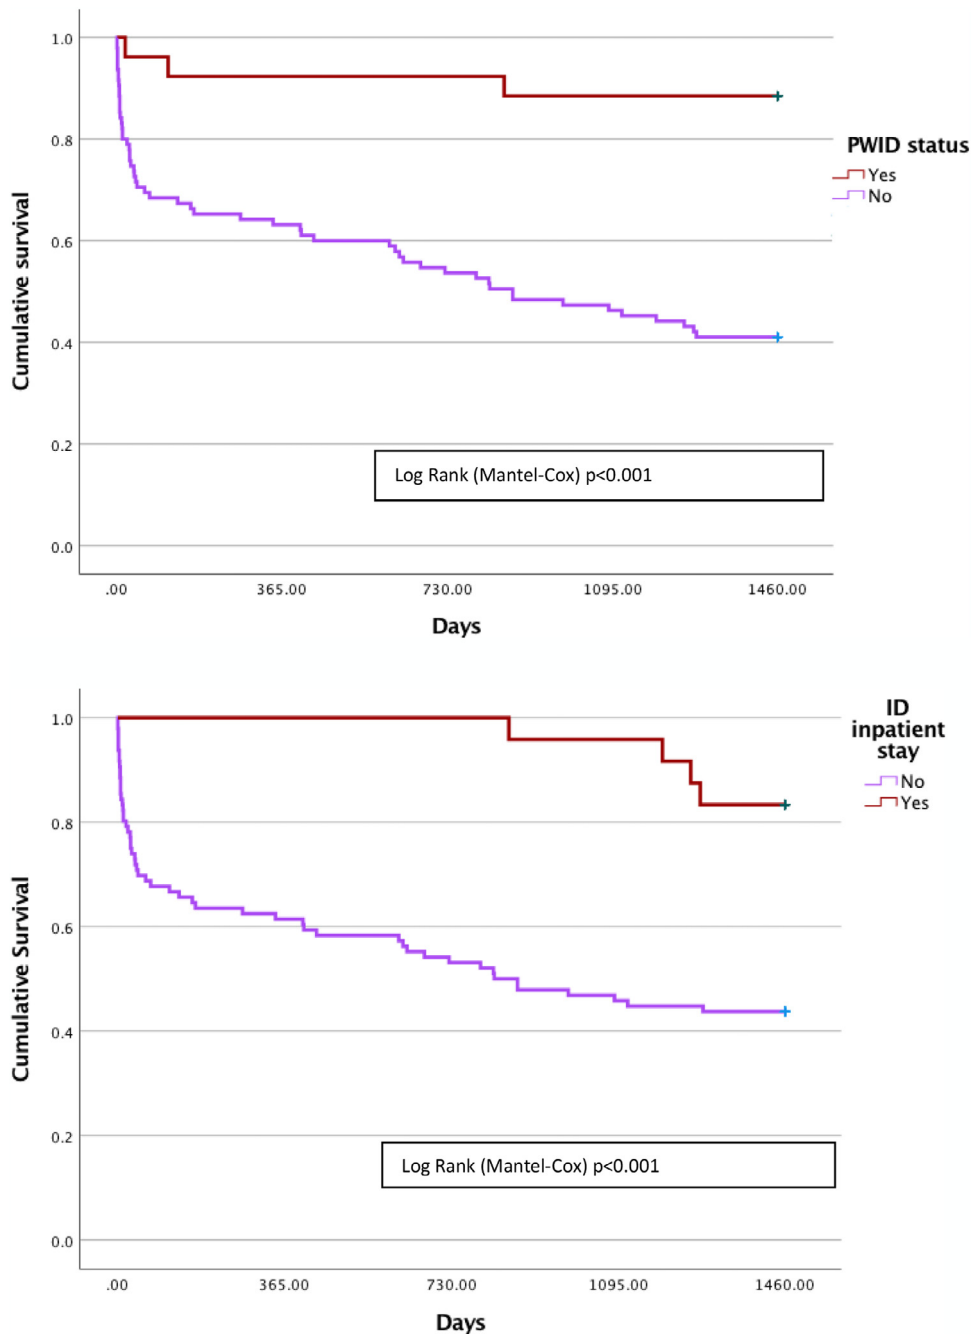 1.0
0.8
0.6
0.4
0.2
0.0
Cumulative survival
PWID status
Yes
No
Log Rank (Mantel-Cox) p<0.001
.00 365.00 730.00 1095.00 1460.00
Days
1.0
0.8
0.6
0.4
0.2
0.0
Cumulative Survival
ID
inpatient
stay
No
Yes
Log Rank (Mantel-Cox) p<0.001
.00 365.00 730.00 1095.00 1460.00
Days